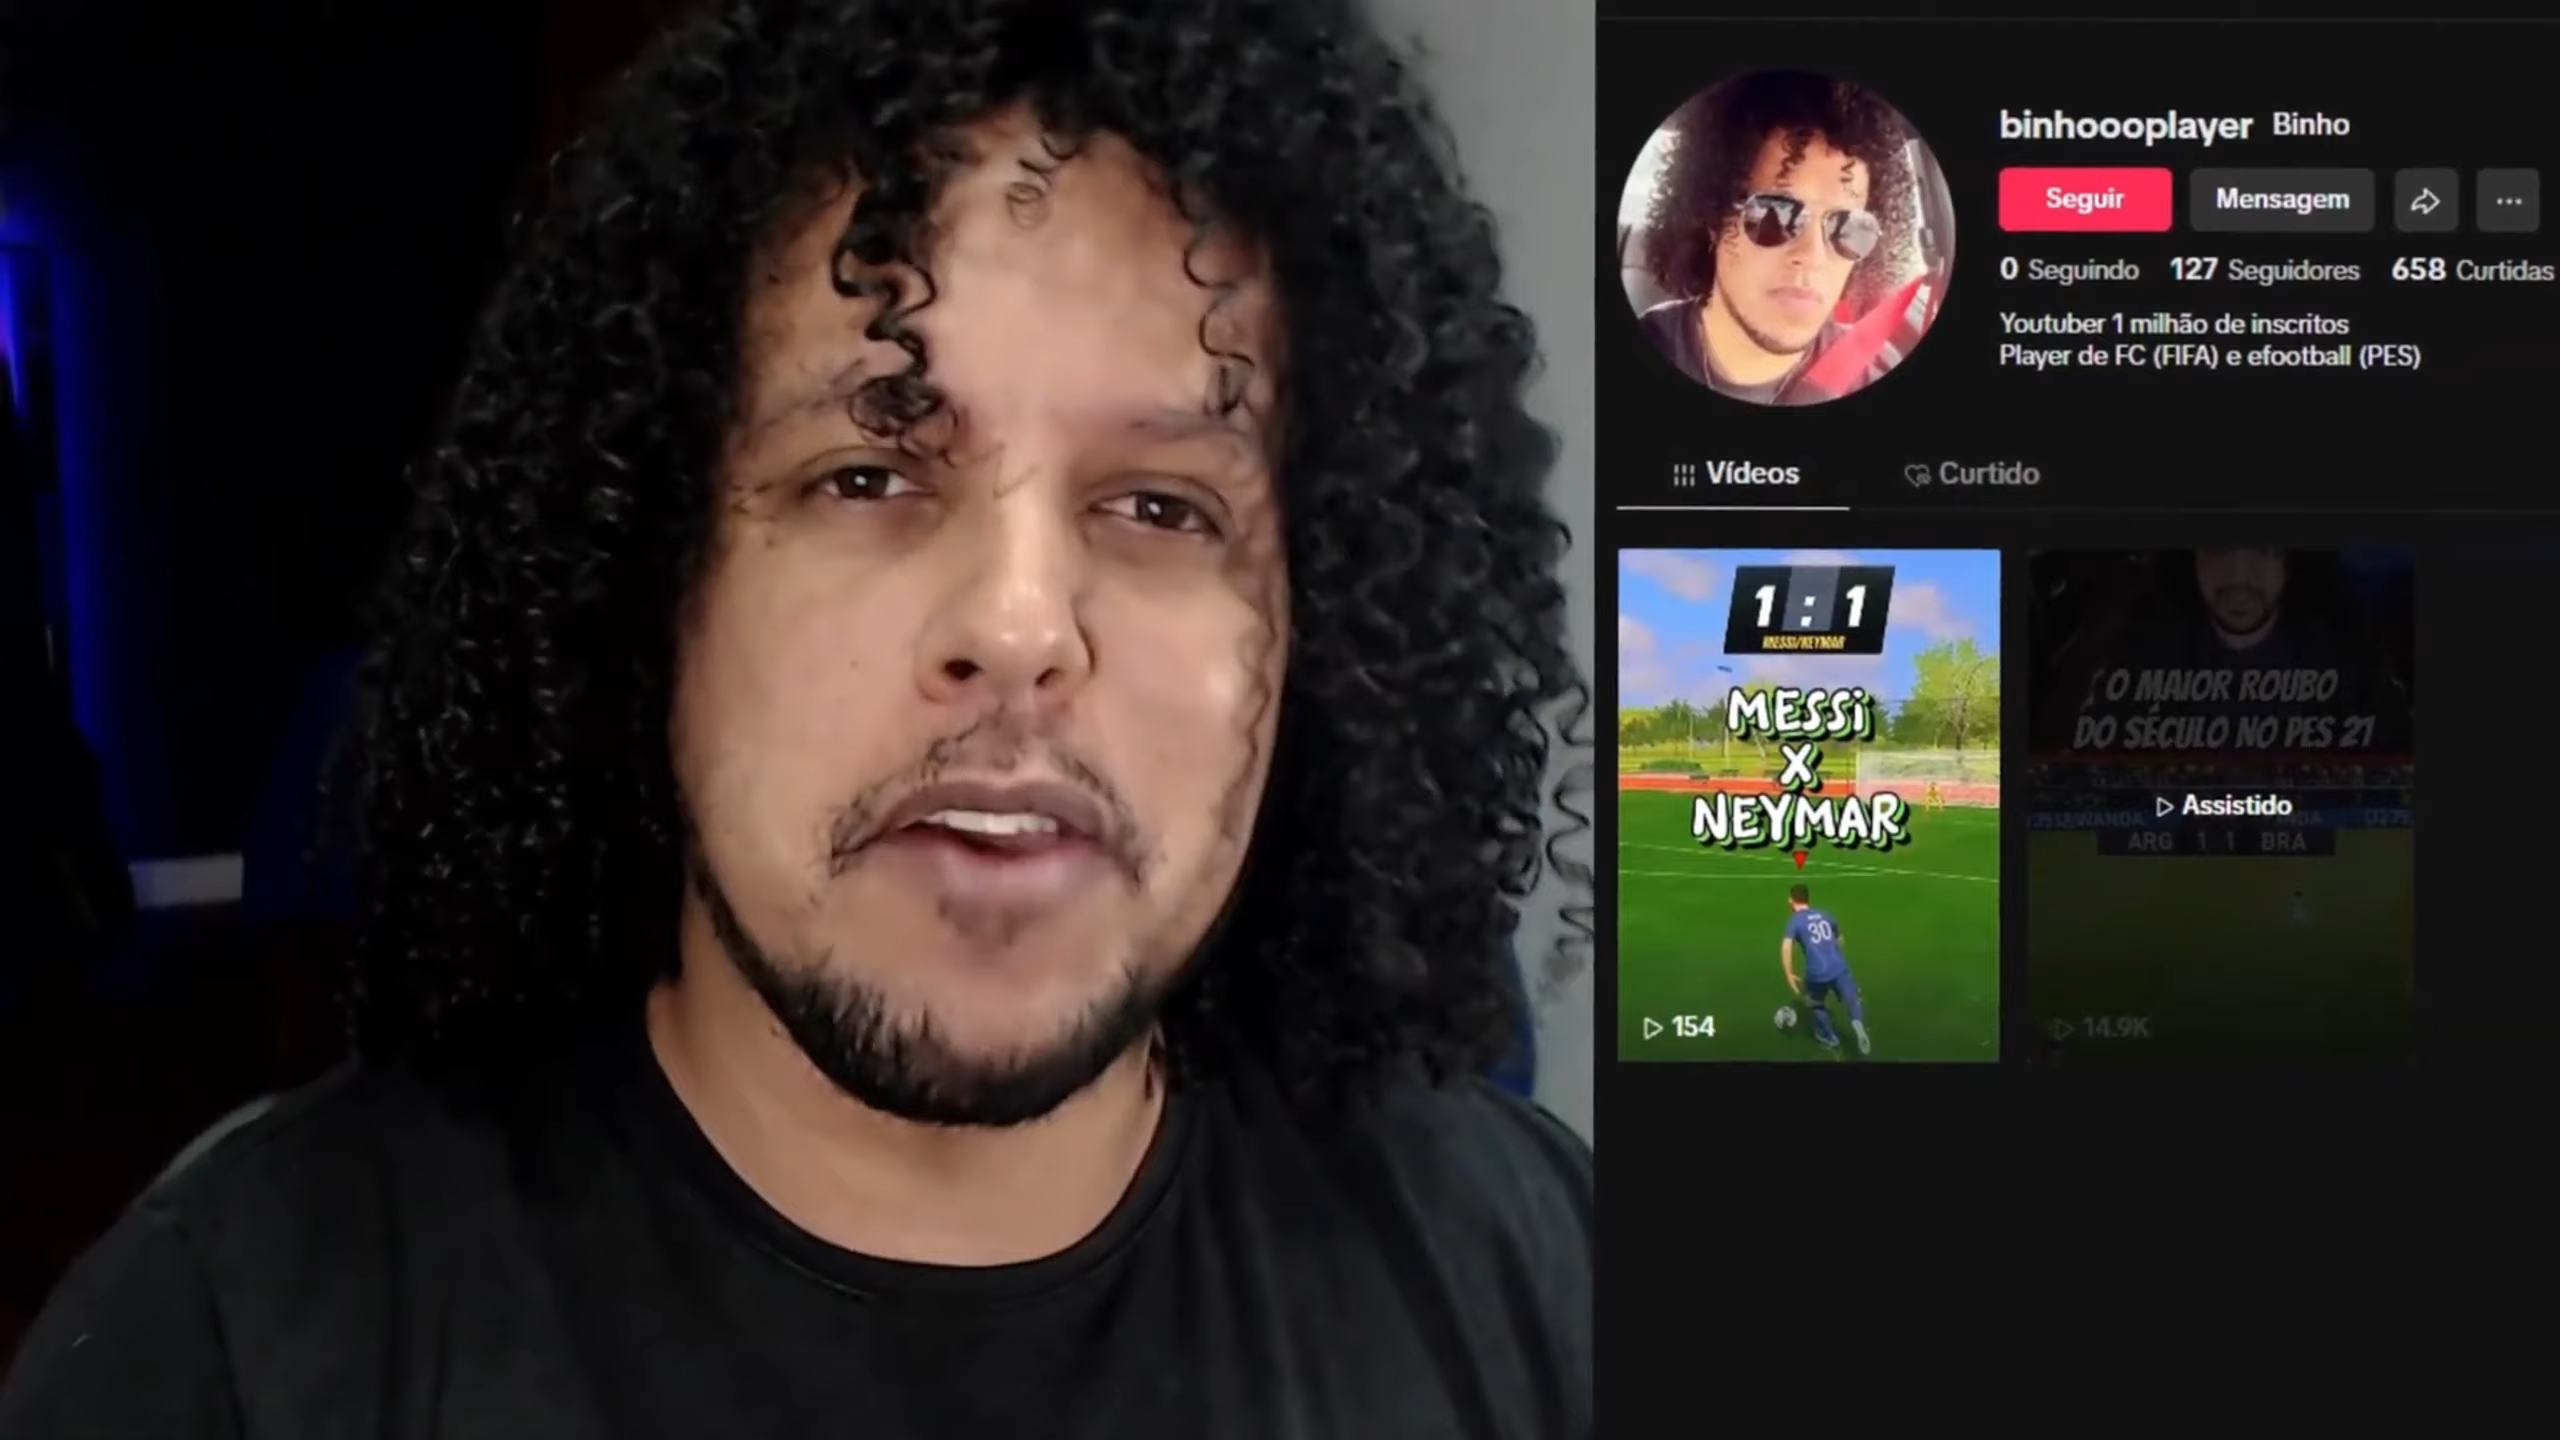 binhoooplayer Binho
Seguir Mensagem
0 Seguindo 127 Seguidores 658 Curtidas
Youtuber 1 milhão de inscritos
Player de FC (FIFA) e efootball (PES)
Vídeos Curtido
1 : 1
MESSI/NEYMAR
MESSi
X
NEYMAR
30
154
O MAIOR ROUBO
DO SÉCULO NO PES 21
Assistido
ARG 1 1 BRA
14.9K